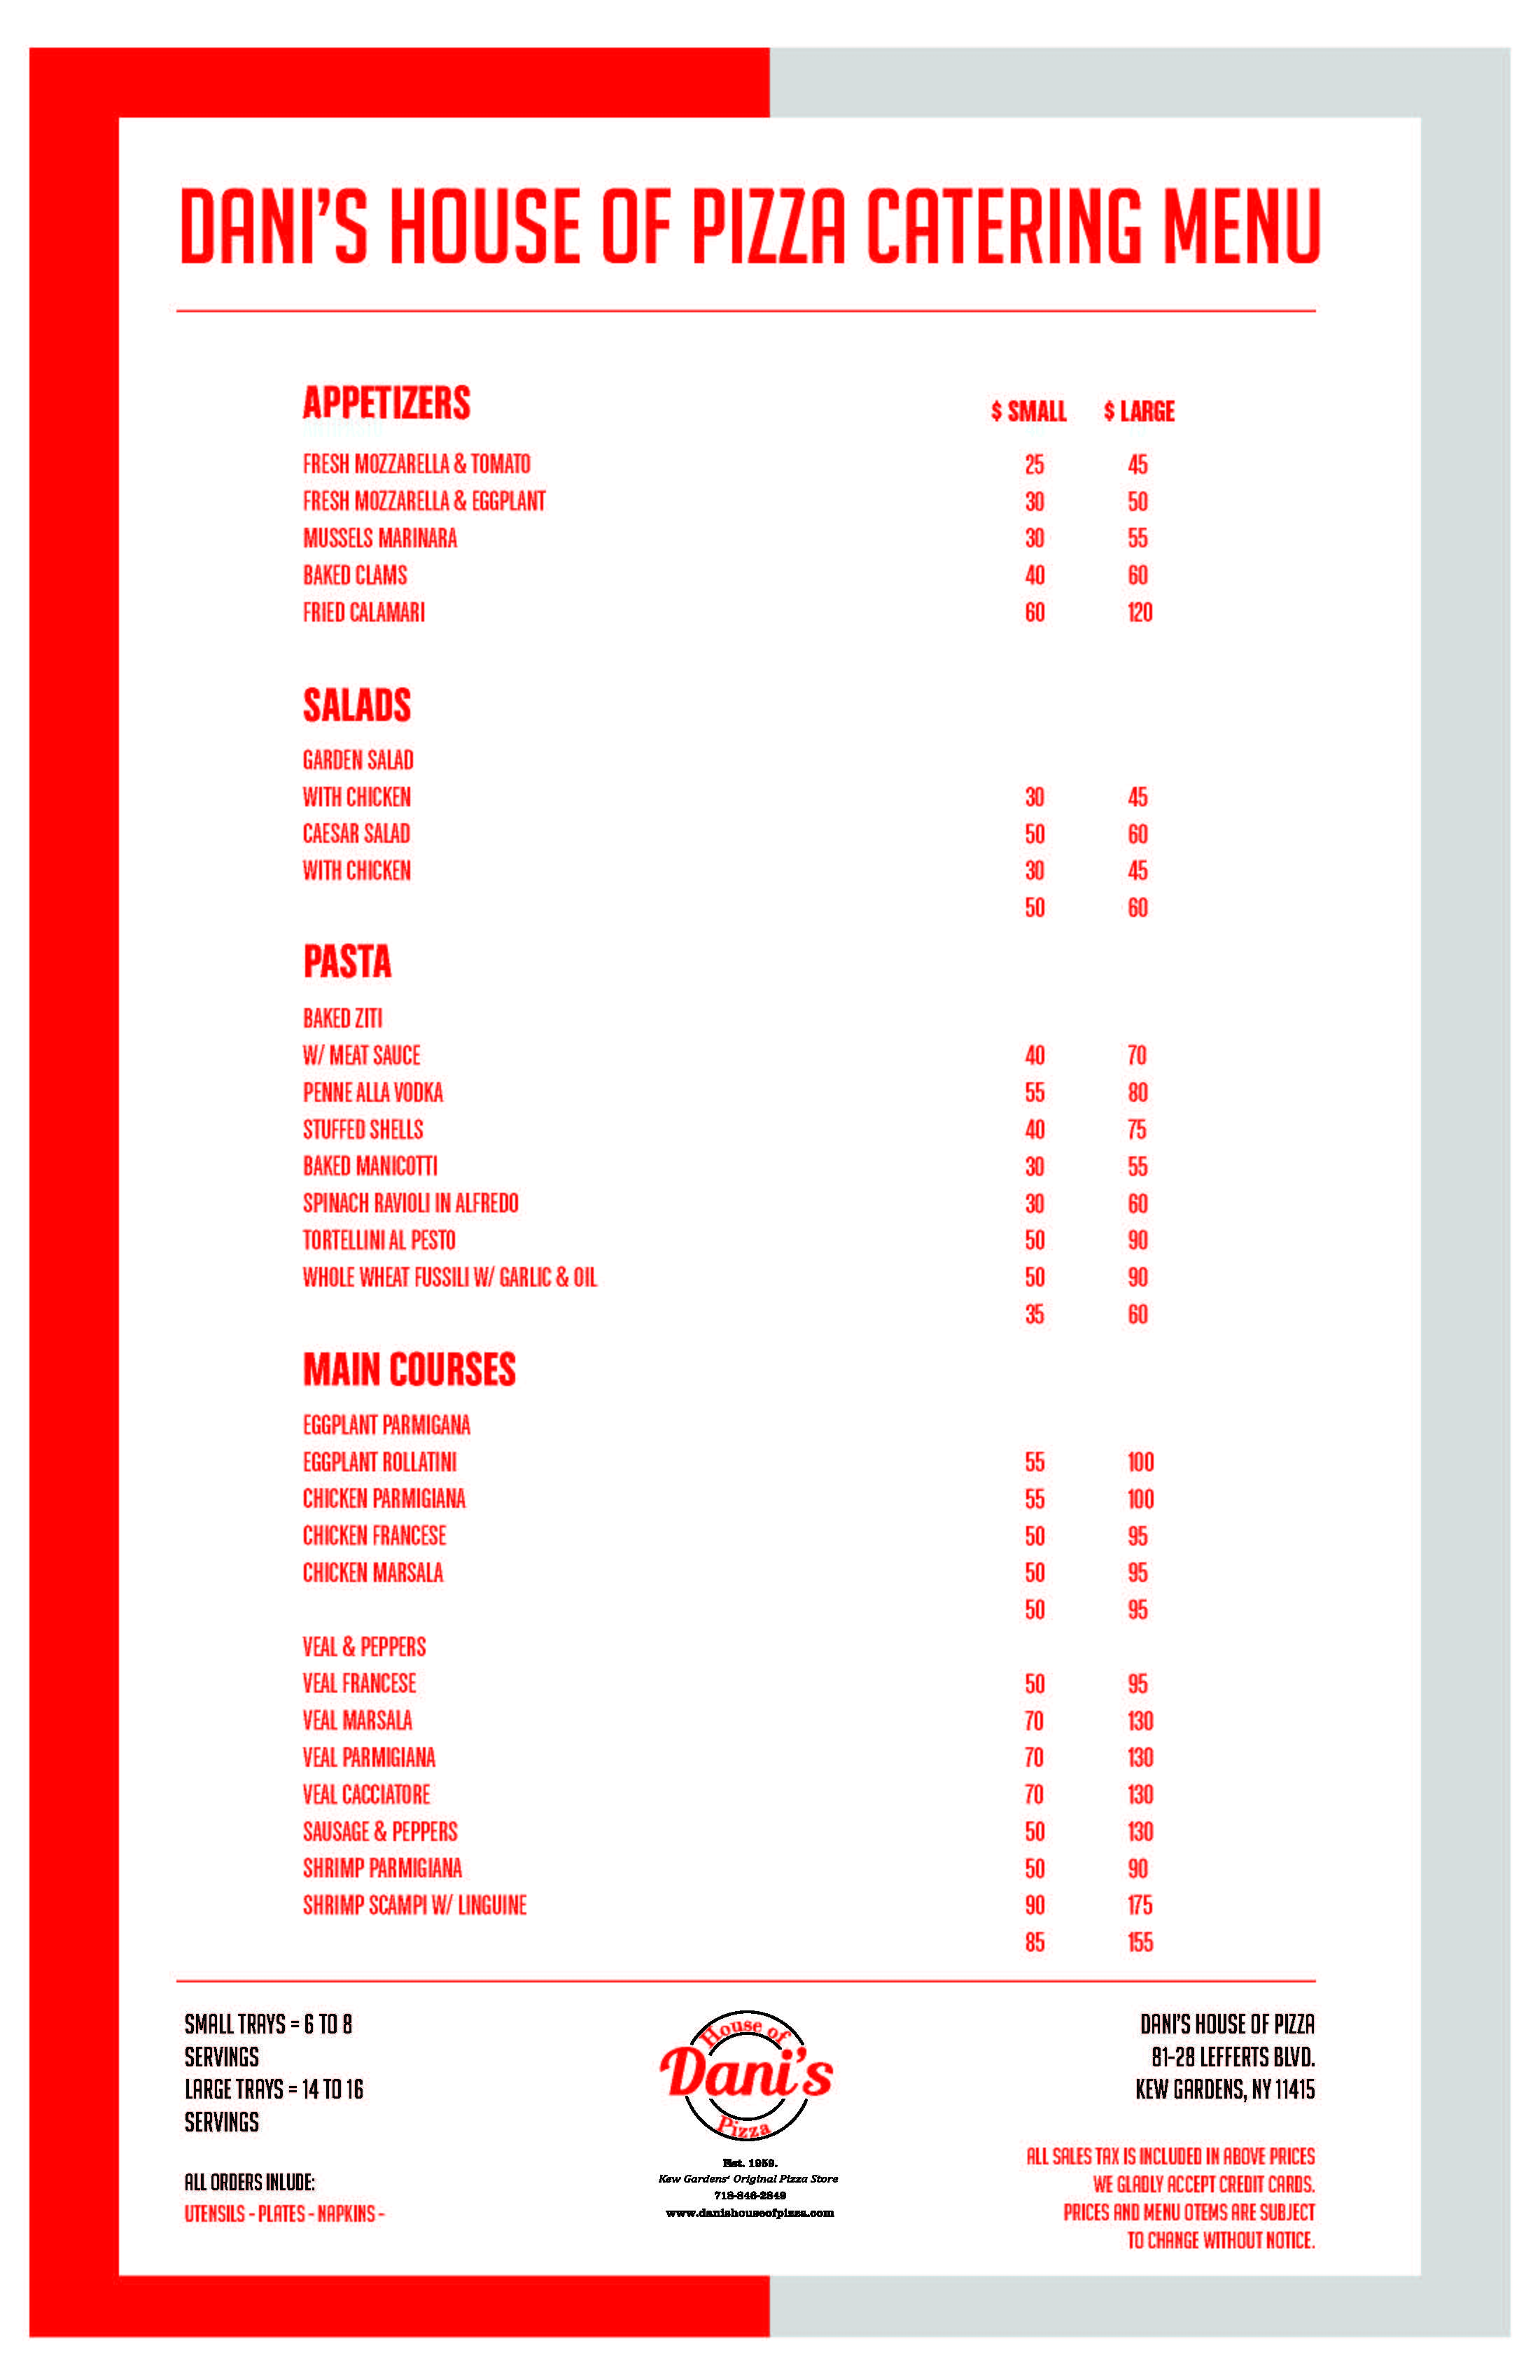 DANI'S HOUSE OF PIZZA CATERING MENU
APPETIZERS $ SMALL $ LARGE
FRESH MOZZARELLA & TOMATO 25 45
FRESH MOZZARELLA & EGGPLANT 30 50
MUSSELS MARINARA 30 55
BAKED CLAMS 40 60
FRIED CALAMARI 60 120
SALADS
GARDEN SALAD
WITH CHICKEN 30 45
CAESAR SALAD 50 60
WITH CHICKEN 30 45
50 60
PASTA
BAKED ZITI
W/ MEAT SAUCE 40 70
PENNE ALLA VODKA 55 80
STUFFED SHELLS 40 75
BAKED MANICOTTI 30 55
SPINACH RAVIOLI IN ALFREDO 30 60
TORTELLINI AL PESTO 50 90
WHOLE WHEAT FUSSILI W/ GARLIC & OIL 50 90
35 60
MAIN COURSES
EGGPLANT PARMIGANA
EGGPLANT ROLLATINI 55 100
CHICKEN PARMIGIANA 55 100
CHICKEN FRANCESE 50 95
CHICKEN MARSALA 50 95
50 95
VEAL & PEPPERS
VEAL FRANCESE 50 95
VEAL MARSALA 70 130
VEAL PARMIGIANA 70 130
VEAL CACCIATORE 70 130
SAUSAGE & PEPPERS 50 130
SHRIMP PARMIGIANA 50 90
SHRIMP SCAMPI W/ LINGUINE 90 175
85 155
SMALL TRAYS = 6 TO 8
SERVINGS
LARGE TRAYS = 14 TO 16
SERVINGS
ALL ORDERS INLUDE:
UTENSILS - PLATES - NAPKINS -
House of
Dani's
Pizza
Est. 1959.
Kew Gardens' Original Pizza Store
718-846-2849
www.danishouseofpizza.com
DANI'S HOUSE OF PIZZA
81-28 LEFFERTS BLVD.
KEW GARDENS, NY 11415
ALL SALES TAX IS INCLUDED IN ABOVE PRICES
WE GLADLY ACCEPT CREDIT CARDS.
PRICES AND MENU OTEMS ARE SUBJECT
TO CHANGE WITHOUT NOTICE.